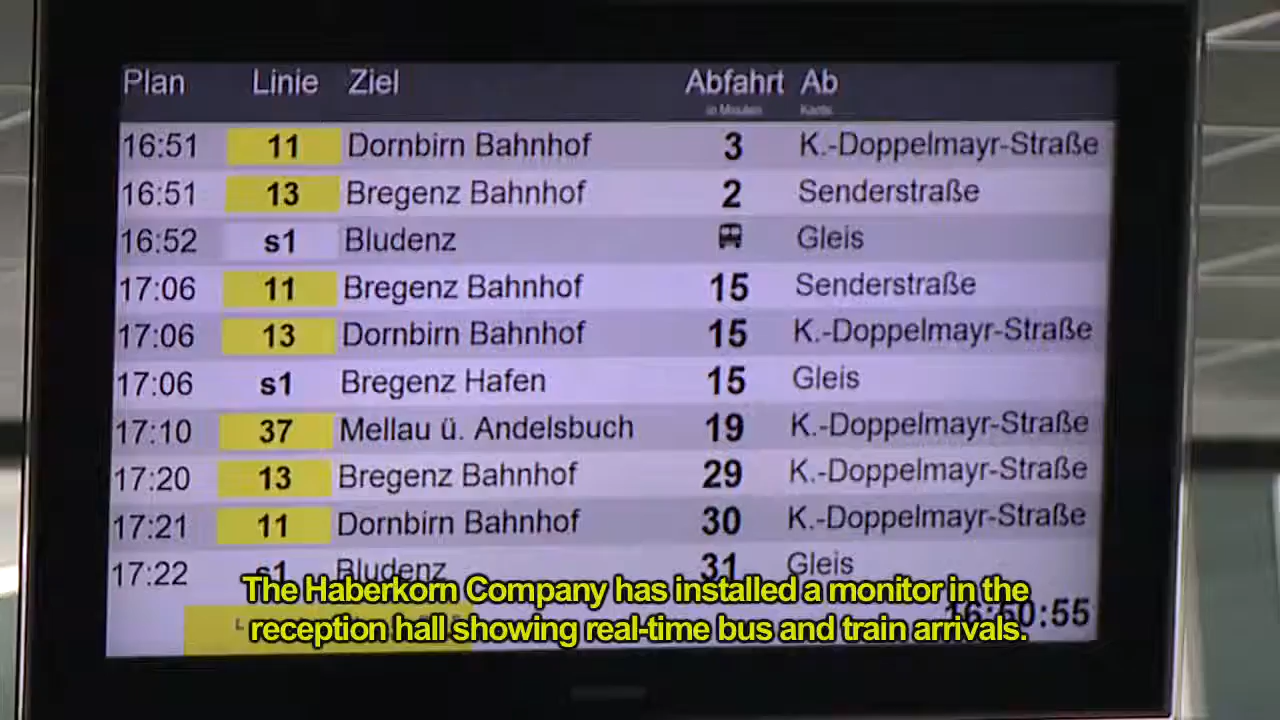 Plan Linie Ziel Abfahrt Ab
in Minuten Kante
16:51 11 Dornbirn Bahnhof 3 K.-Doppelmayr-Straße
16:51 13 Bregenz Bahnhof 2 Senderstraße
16:52 s1 Bludenz Gleis
17:06 11 Bregenz Bahnhof 15 Senderstraße
17:06 13 Dornbirn Bahnhof 15 K.-Doppelmayr-Straße
17:06 s1 Bregenz Hafen 15 Gleis
17:10 37 Mellau ü. Andelsbuch 19 K.-Doppelmayr-Straße
17:20 13 Bregenz Bahnhof 29 K.-Doppelmayr-Straße
17:21 11 Dornbirn Bahnhof 30 K.-Doppelmayr-Straße
17:22 s1 Bludenz 31 Gleis
16:50:55
The Haberkorn Company has installed a monitor in the
reception hall showing real-time bus and train arrivals.